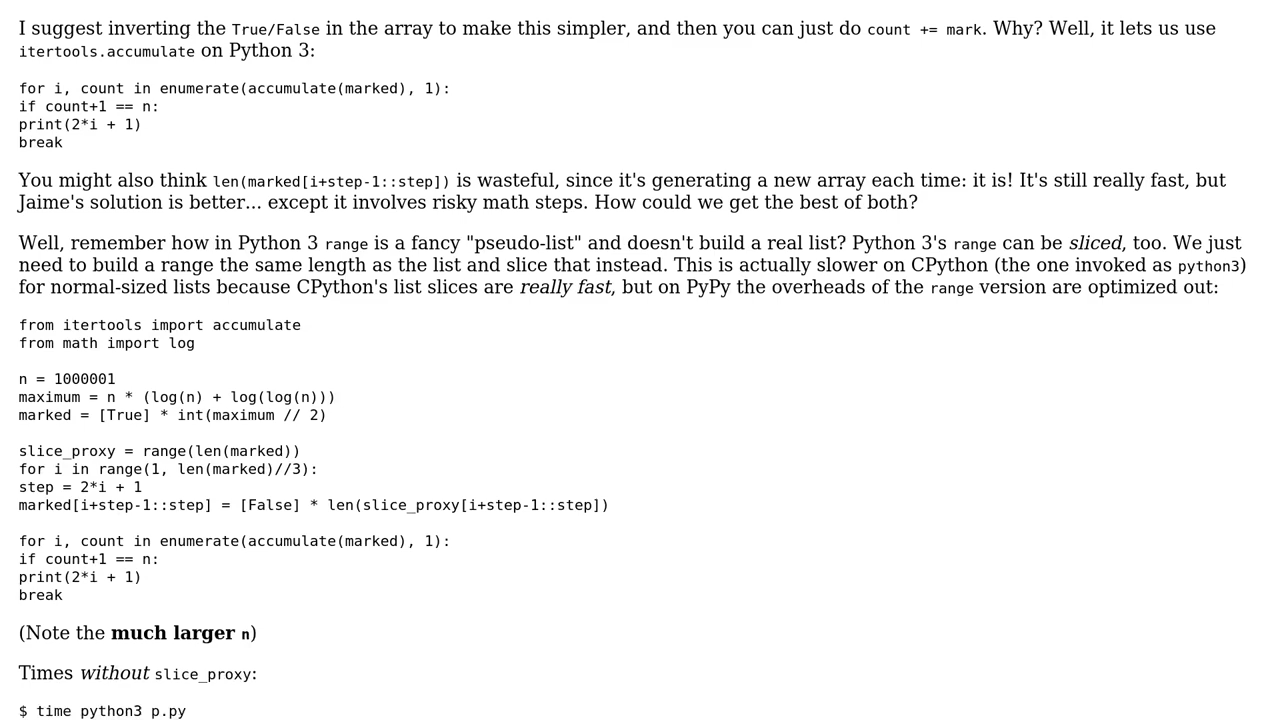 I suggest inverting the True/False in the array to make this simpler, and then you can just do count += mark. Why? Well, it lets us use
itertools.accumulate on Python 3:
for i, count in enumerate(accumulate(marked), 1):
if count+1 == n:
print(2*i + 1)
break
You might also think len(marked[i+step-1::step]) is wasteful, since it's generating a new array each time: it is! It's still really fast, but
Jaime's solution is better... except it involves risky math steps. How could we get the best of both?
Well, remember how in Python 3 range is a fancy "pseudo-list" and doesn't build a real list? Python 3's range can be sliced, too. We just
need to build a range the same length as the list and slice that instead. This is actually slower on CPython (the one invoked as python3)
for normal-sized lists because CPython's list slices are really fast, but on PyPy the overheads of the range version are optimized out:
from itertools import accumulate
from math import log
n = 1000001
maximum = n * (log(n) + log(log(n)))
marked = [True] * int(maximum // 2)
slice_proxy = range(len(marked))
for i in range(1, len(marked)//3):
step = 2*i + 1
marked[i+step-1::step] = [False] * len(slice_proxy[i+step-1::step])
for i, count in enumerate(accumulate(marked), 1):
if count+1 == n:
print(2*i + 1)
break
(Note the much larger n)
Times without slice_proxy:
$ time python3 p.py